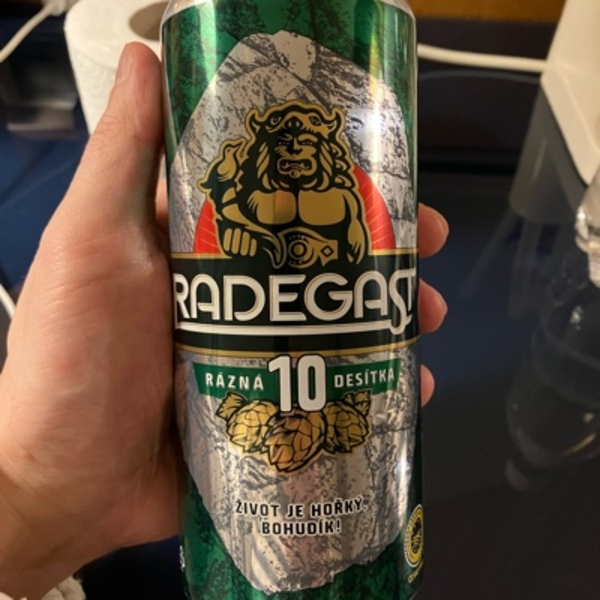 RADEGAST
RÁZNÁ 10 DESÍTKA
ŽIVOT JE HOŘKÝ.
BOHUDÍK!